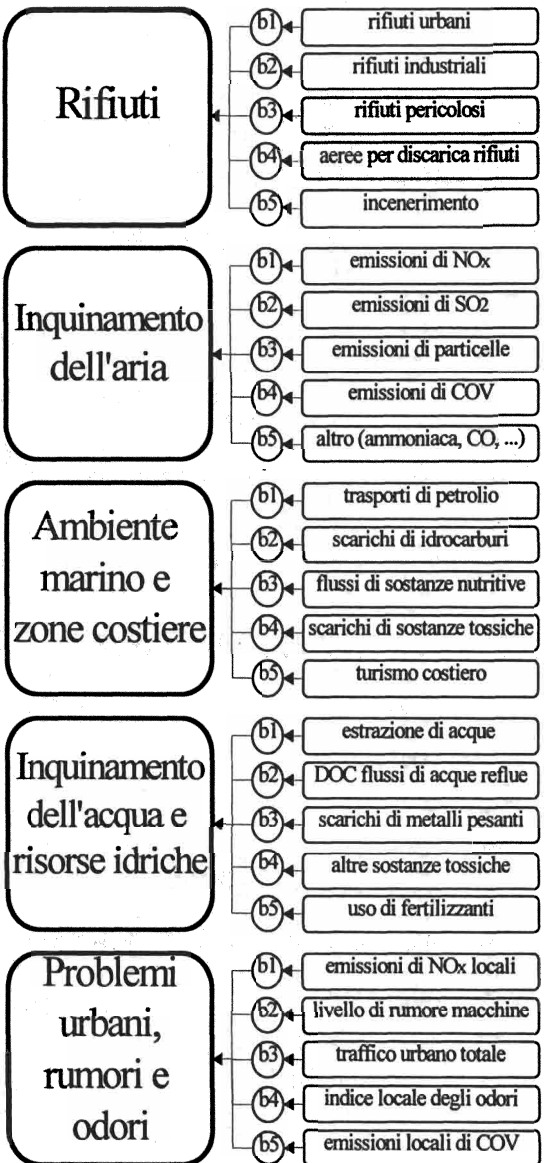 Rifiuti
b1 rifiuti urbani
b2 rifiuti industriali
b3 rifiuti pericolosi
b4 aeree per discarica rifiuti
b5 incenerimento
Inquinamento
dell'aria
b1 emissioni di NOx
b2 emissioni di SO2
b3 emissioni di particelle
b4 emissioni di COV
b5 altro (ammoniaca, CO, ...)
Ambiente
marino e
zone costiere
b1 trasporti di petrolio
b2 scarichi di idrocarburi
b3 flussi di sostanze nutritive
b4 scarichi di sostanze tossiche
b5 turismo costiero
Inquinamento
dell'acqua e
risorse idriche
b1 estrazione di acque
b2 DOC flussi di acque reflue
b3 scarichi di metalli pesanti
b4 altre sostanze tossiche
b5 uso di fertilizzanti
Problemi
urbani,
rumori e
odori
b1 emissioni di NOx locali
b2 livello di rumore macchine
b3 traffico urbano totale
b4 indice locale degli odori
b5 emissioni locali di COV